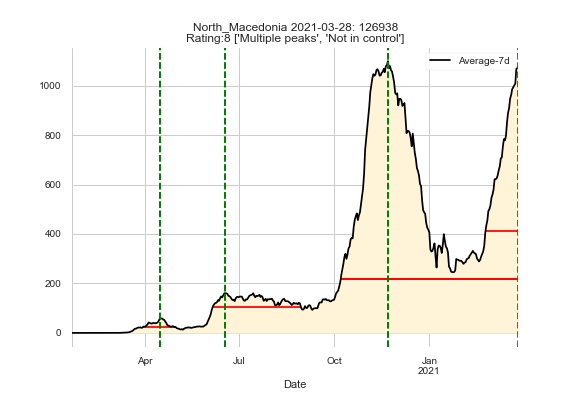 North_Macedonia 2021-03-28: 126938
Rating:8 ['Multiple peaks', 'Not in control']
Average-7d
1000
800
600
400
200
0
Apr
Jul
Oct
Jan
2021
Date